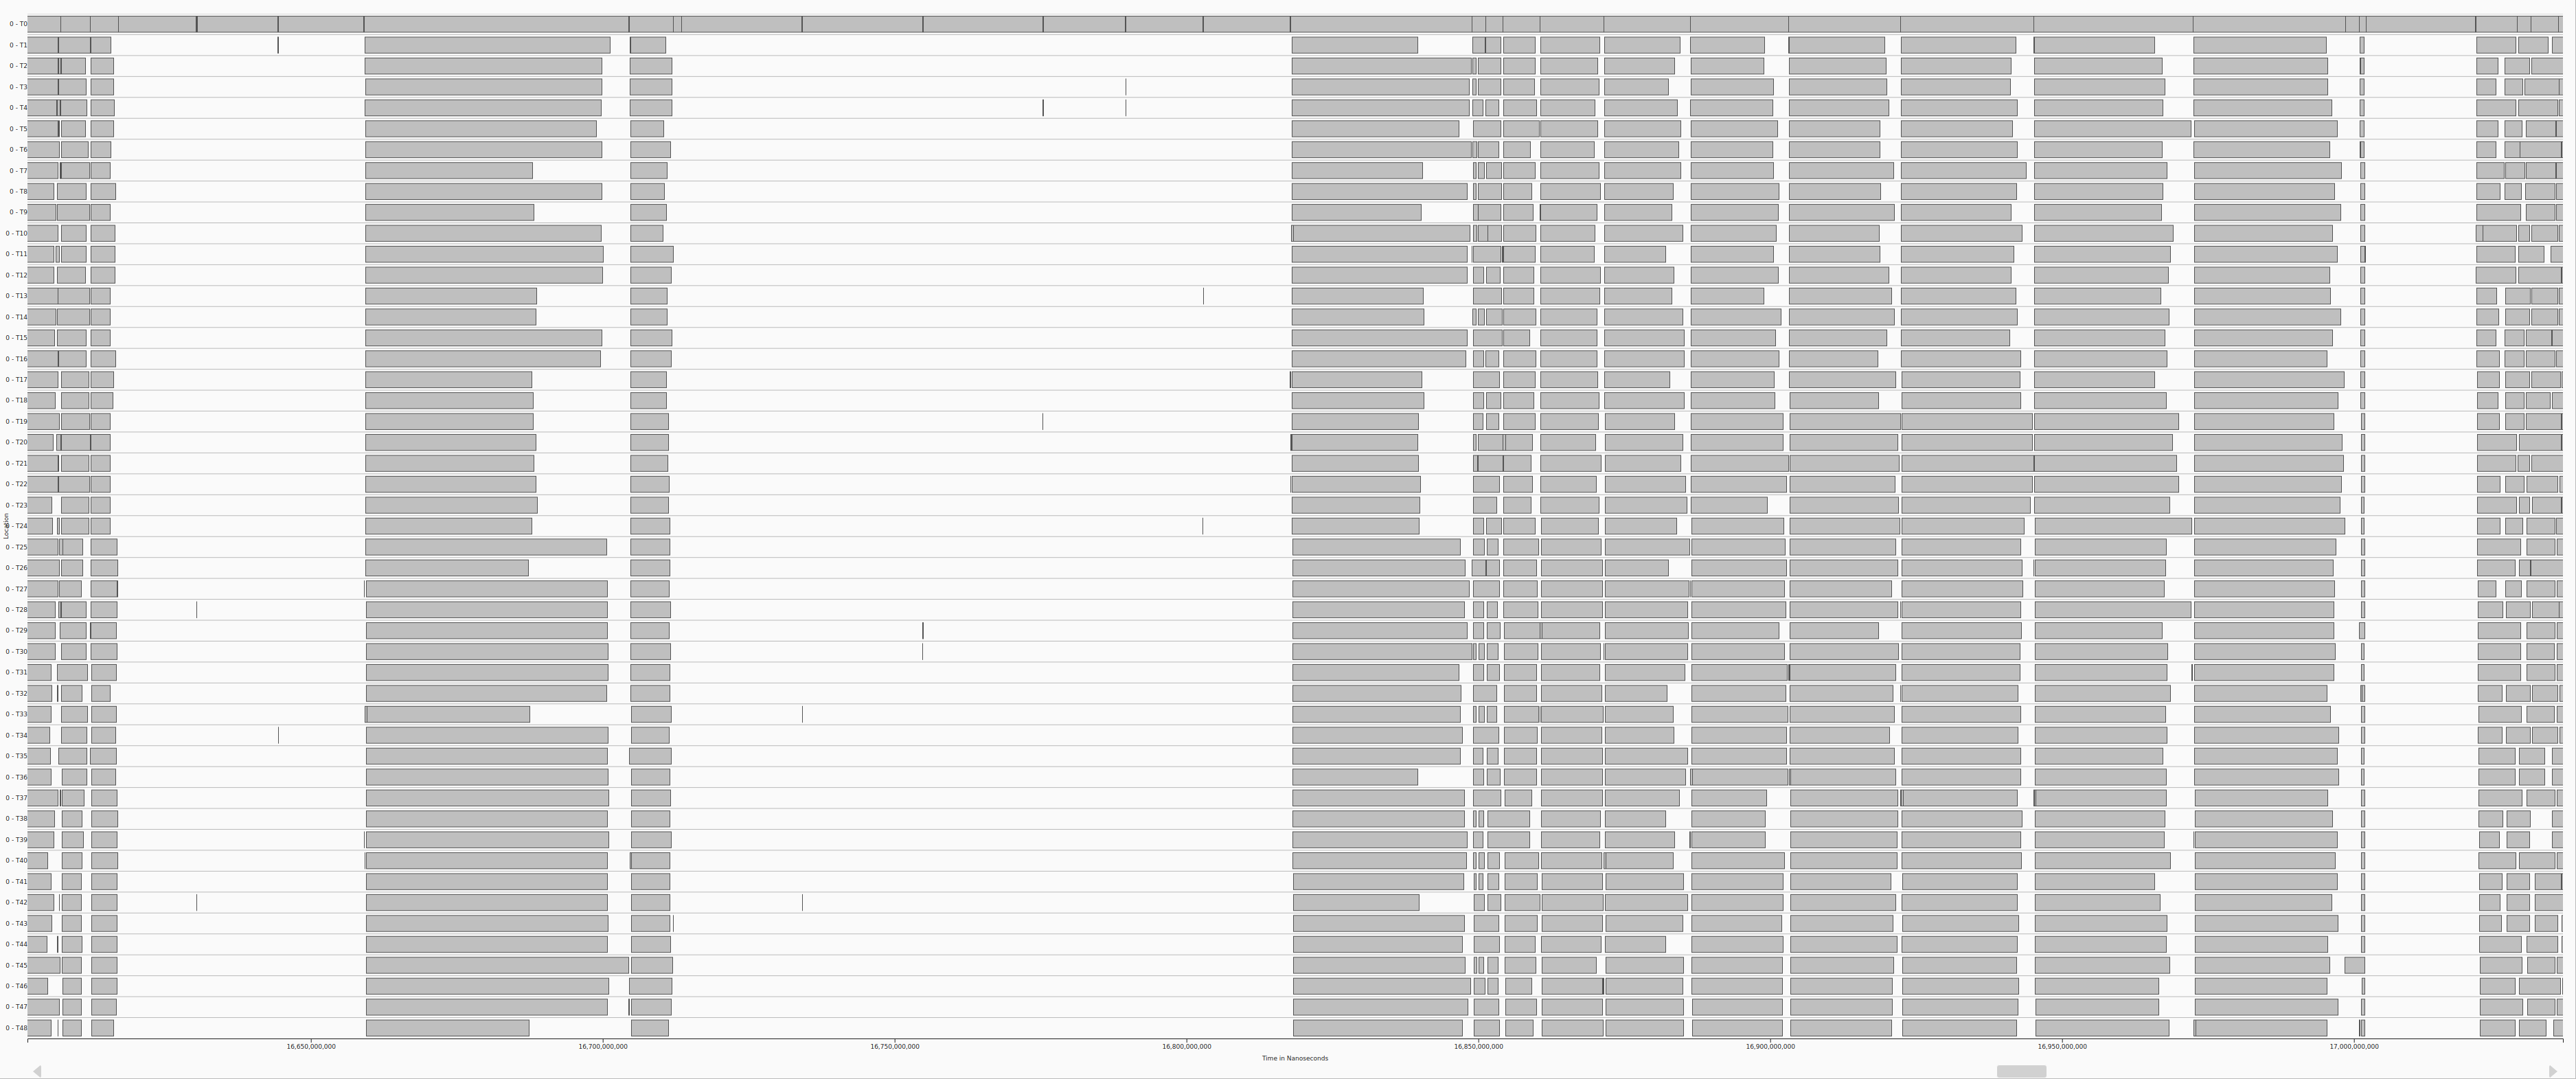 0 - T0
0 - T1
0 - T2
0 - T3
0 - T4
0 - T5
0 - T6
0 - T7
0 - T8
0 - T9
0 - T10
0 - T11
0 - T12
0 - T13
0 - T14
0 - T15
0 - T16
0 - T17
0 - T18
0 - T19
0 - T20
0 - T21
0 - T22
0 - T23
Location
0 - T24
0 - T25
0 - T26
0 - T27
0 - T28
0 - T29
0 - T30
0 - T31
0 - T32
0 - T33
0 - T34
0 - T35
0 - T36
0 - T37
0 - T38
0 - T39
0 - T40
0 - T41
0 - T42
0 - T43
0 - T44
0 - T45
0 - T46
0 - T47
0 - T48
16,650,000,000 16,700,000,000 16,750,000,000 16,800,000,000 16,850,000,000 16,900,000,000 16,950,000,000 17,000,000,000
Time in Nanoseconds